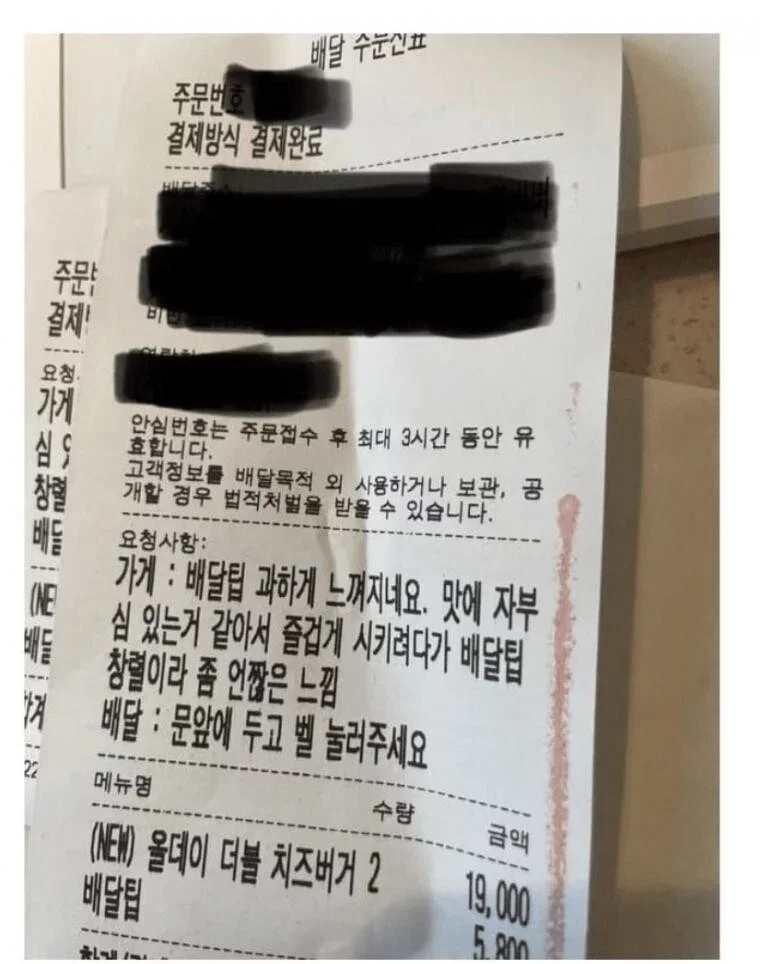 배달 주문전표
주문번호
결제방식 결제완료
안심번호는 주문접수 후 최대 3시간 동안 유
효합니다.
고객정보를 배달목적 외 사용하거나 보관, 공
개할 경우 법적처벌을 받을 수 있습니다.
요청사항:
가게 : 배달팁 과하게 느껴지네요. 맛에 자부
심 있는거 같아서 즐겁게 시키려다가 배달팁
창렬이라 좀 언짢은 느낌
배달 : 문앞에 두고 벨 눌러주세요
메뉴명 수량 금액
(NEW) 올데이 더블 치즈버거 2 19,000
배달팁 5,800
주문
결제
요청
가게
심 있
창렬
배달
(NE
배달
22